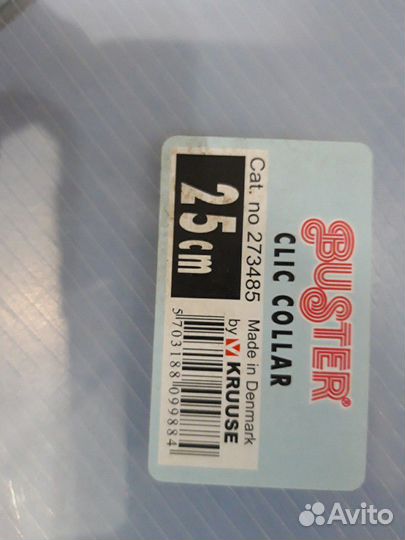 BUSTER®
CLIC COLLAR
Cat. no 273485 Made in Denmark
25cm
by KRUUSE
5 703188 099884
Avito